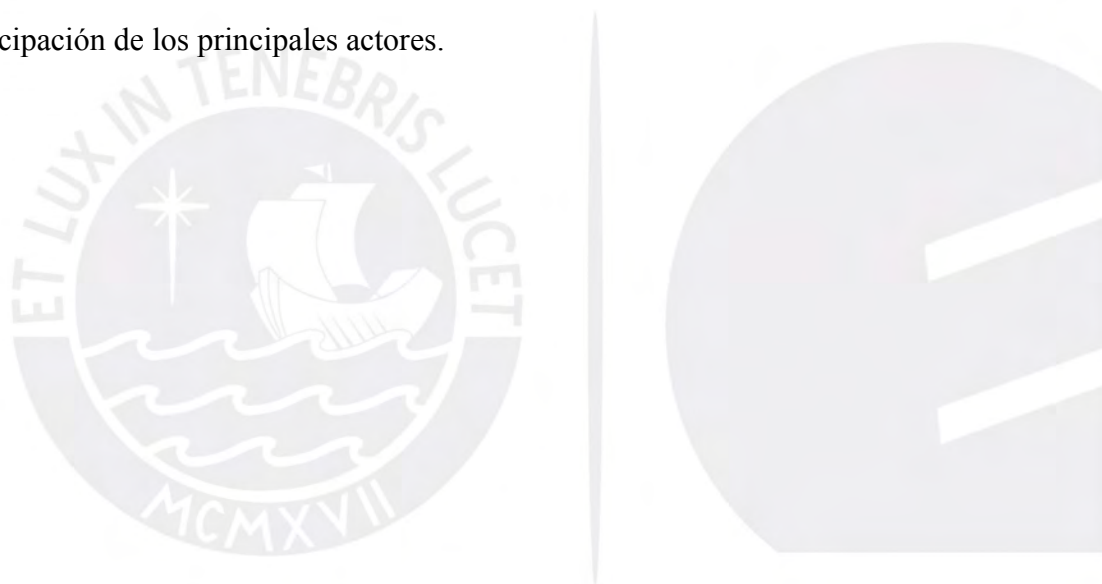 cipación de los principales actores.
ET LUX IN TENEBRIS LUCET
MCMXVII